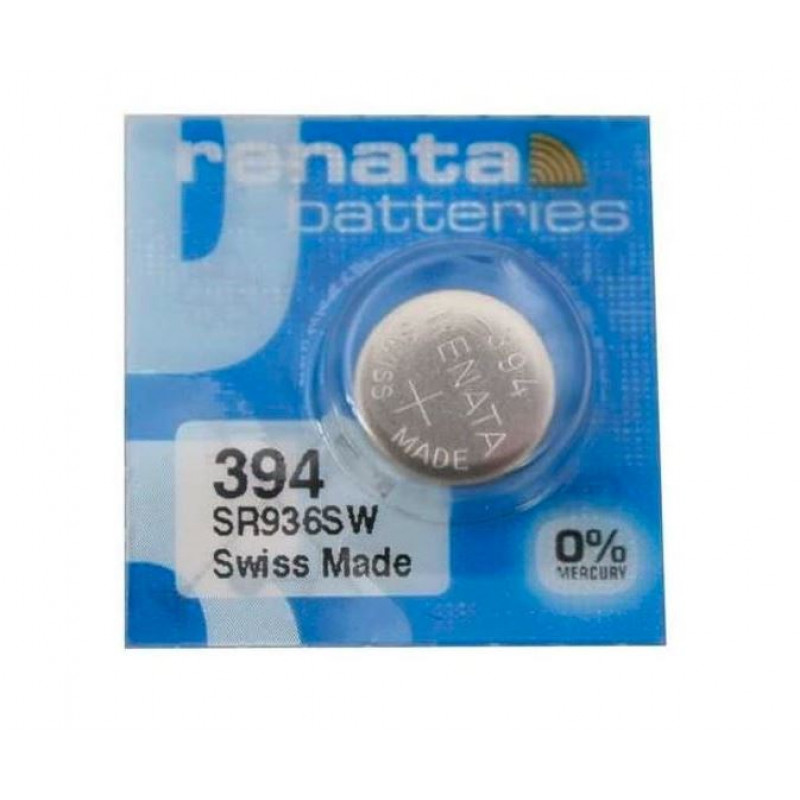 renata
batteries
394
RENATA
SWISS
MADE
+
394
SR936SW
Swiss Made
0%
MERCURY